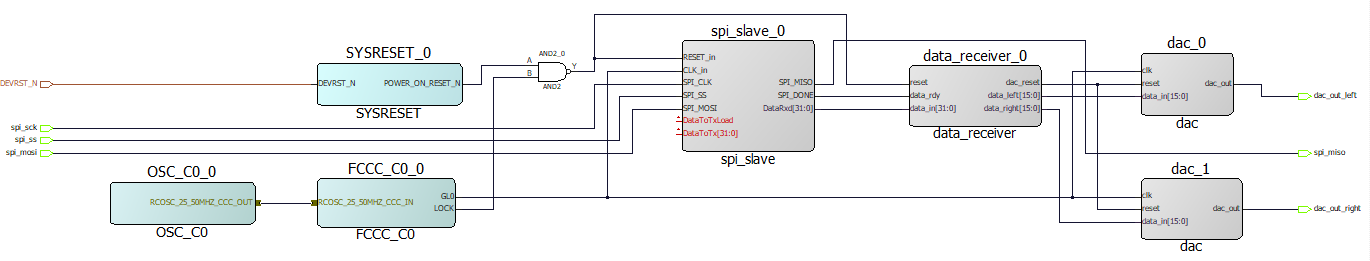 DEVRST_N
spi_sck
spi_ss
spi_mosi
SYSRESET_0
DEVRST_N
POWER_ON_RESET_N
SYSRESET
OSC_C0_0
RCOSC_25_50MHZ_CCC_OUT
OSC_C0
FCCC_C0_0
RCOSC_25_50MHZ_CCC_IN
GL0
LOCK
FCCC_C0
AND2_0
A
B
Y
AND2
spi_slave_0
RESET_in
CLK_in
SPI_CLK
SPI_SS
SPI_MOSI
DataToTxLoad
DataToTx[31:0]
SPI_MISO
SPI_DONE
DataRxd[31:0]
spi_slave
data_receiver_0
reset
data_rdy
data_in[31:0]
dac_reset
data_left[15:0]
data_right[15:0]
data_receiver
dac_0
clk
reset
data_in[15:0]
dac_out
dac
dac_1
clk
reset
data_in[15:0]
dac_out
dac
dac_out_left
spi_miso
dac_out_right